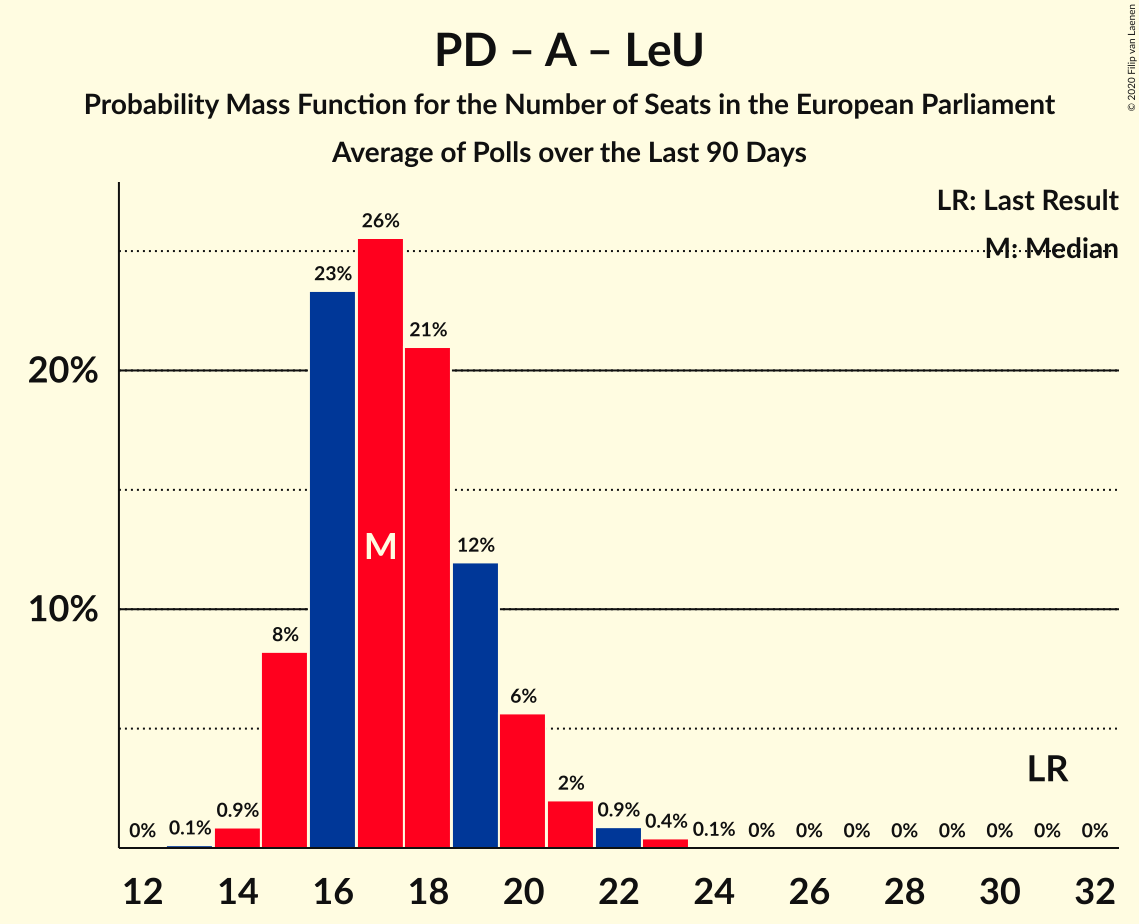 PD – A – LeU
Probability Mass Function for the Number of Seats in the European Parliament
Average of Polls over the Last 90 Days
© 2020 Filip van Laenen
LR: Last Result
M: Median
26%
23%
21%
20%
M
12%
10%
8%
6%
LR
2%
0% 0.1% 0.9% 0.9% 0.4% 0.1% 0% 0% 0% 0% 0% 0% 0% 0%
12 14 16 18 20 22 24 26 28 30 32